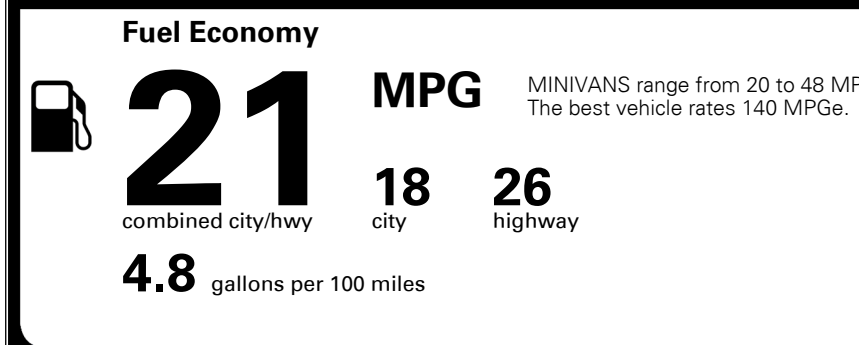 Fuel Economy
21 MPG
MINIVANS range from 20 to 48
The best vehicle rates 140 MPGe.
18 26
combined city/hwy city highway
4.8 gallons per 100 miles